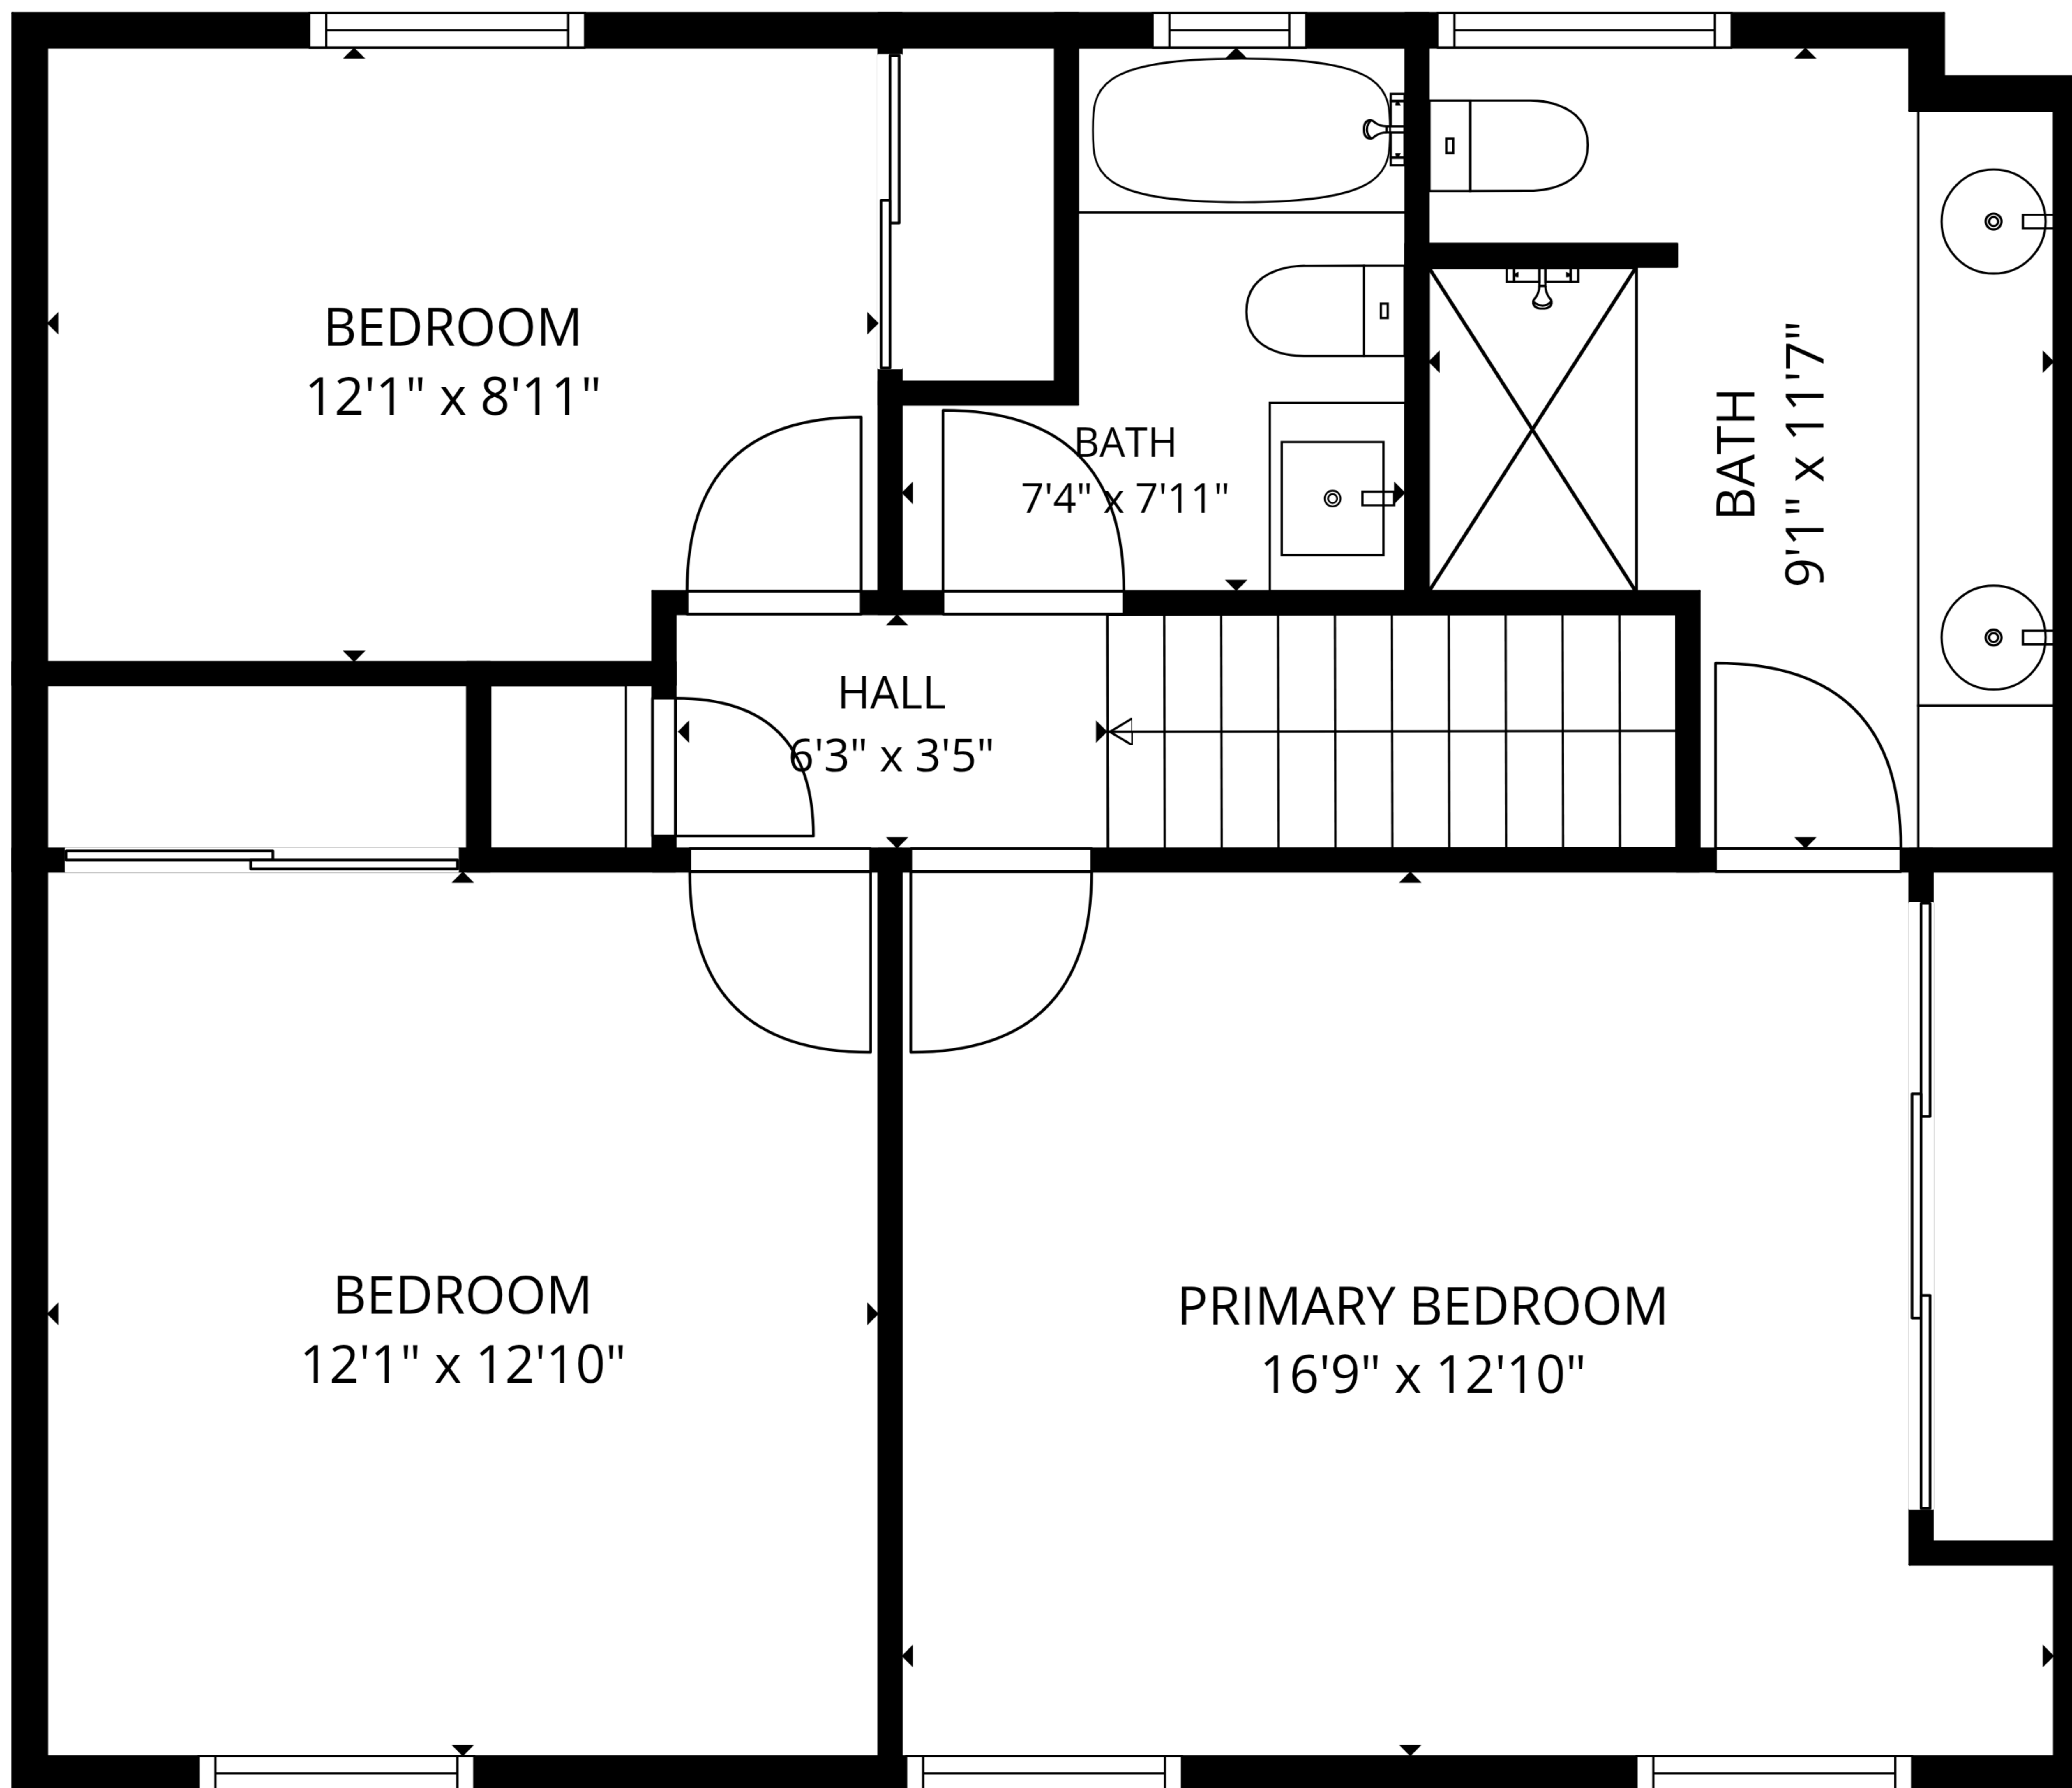 BEDROOM
12'1" x 8'11"
BATH
7'4" x 7'11"
BATH
9'1" x 11'7"
HALL
6'3" x 3'5"
BEDROOM
12'1" x 12'10"
PRIMARY BEDROOM
16'9" x 12'10"